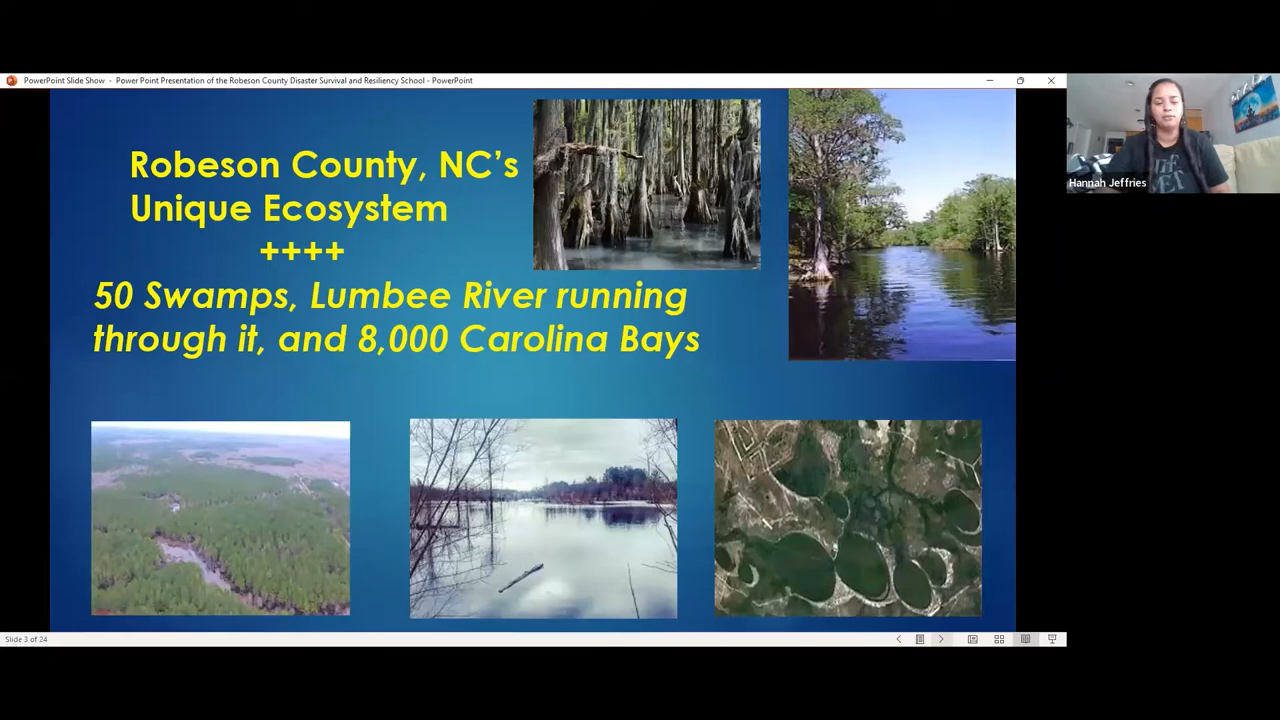 PowerPoint Slide Show - Power Point Presentation of the Robeson County Disaster Survival and Resiliency School - PowerPoint
Robeson County, NC's
Unique Ecosystem
++++
50 Swamps, Lumbee River running
through it, and 8,000 Carolina Bays
Hannah Jeffries
Slide 3 of 24